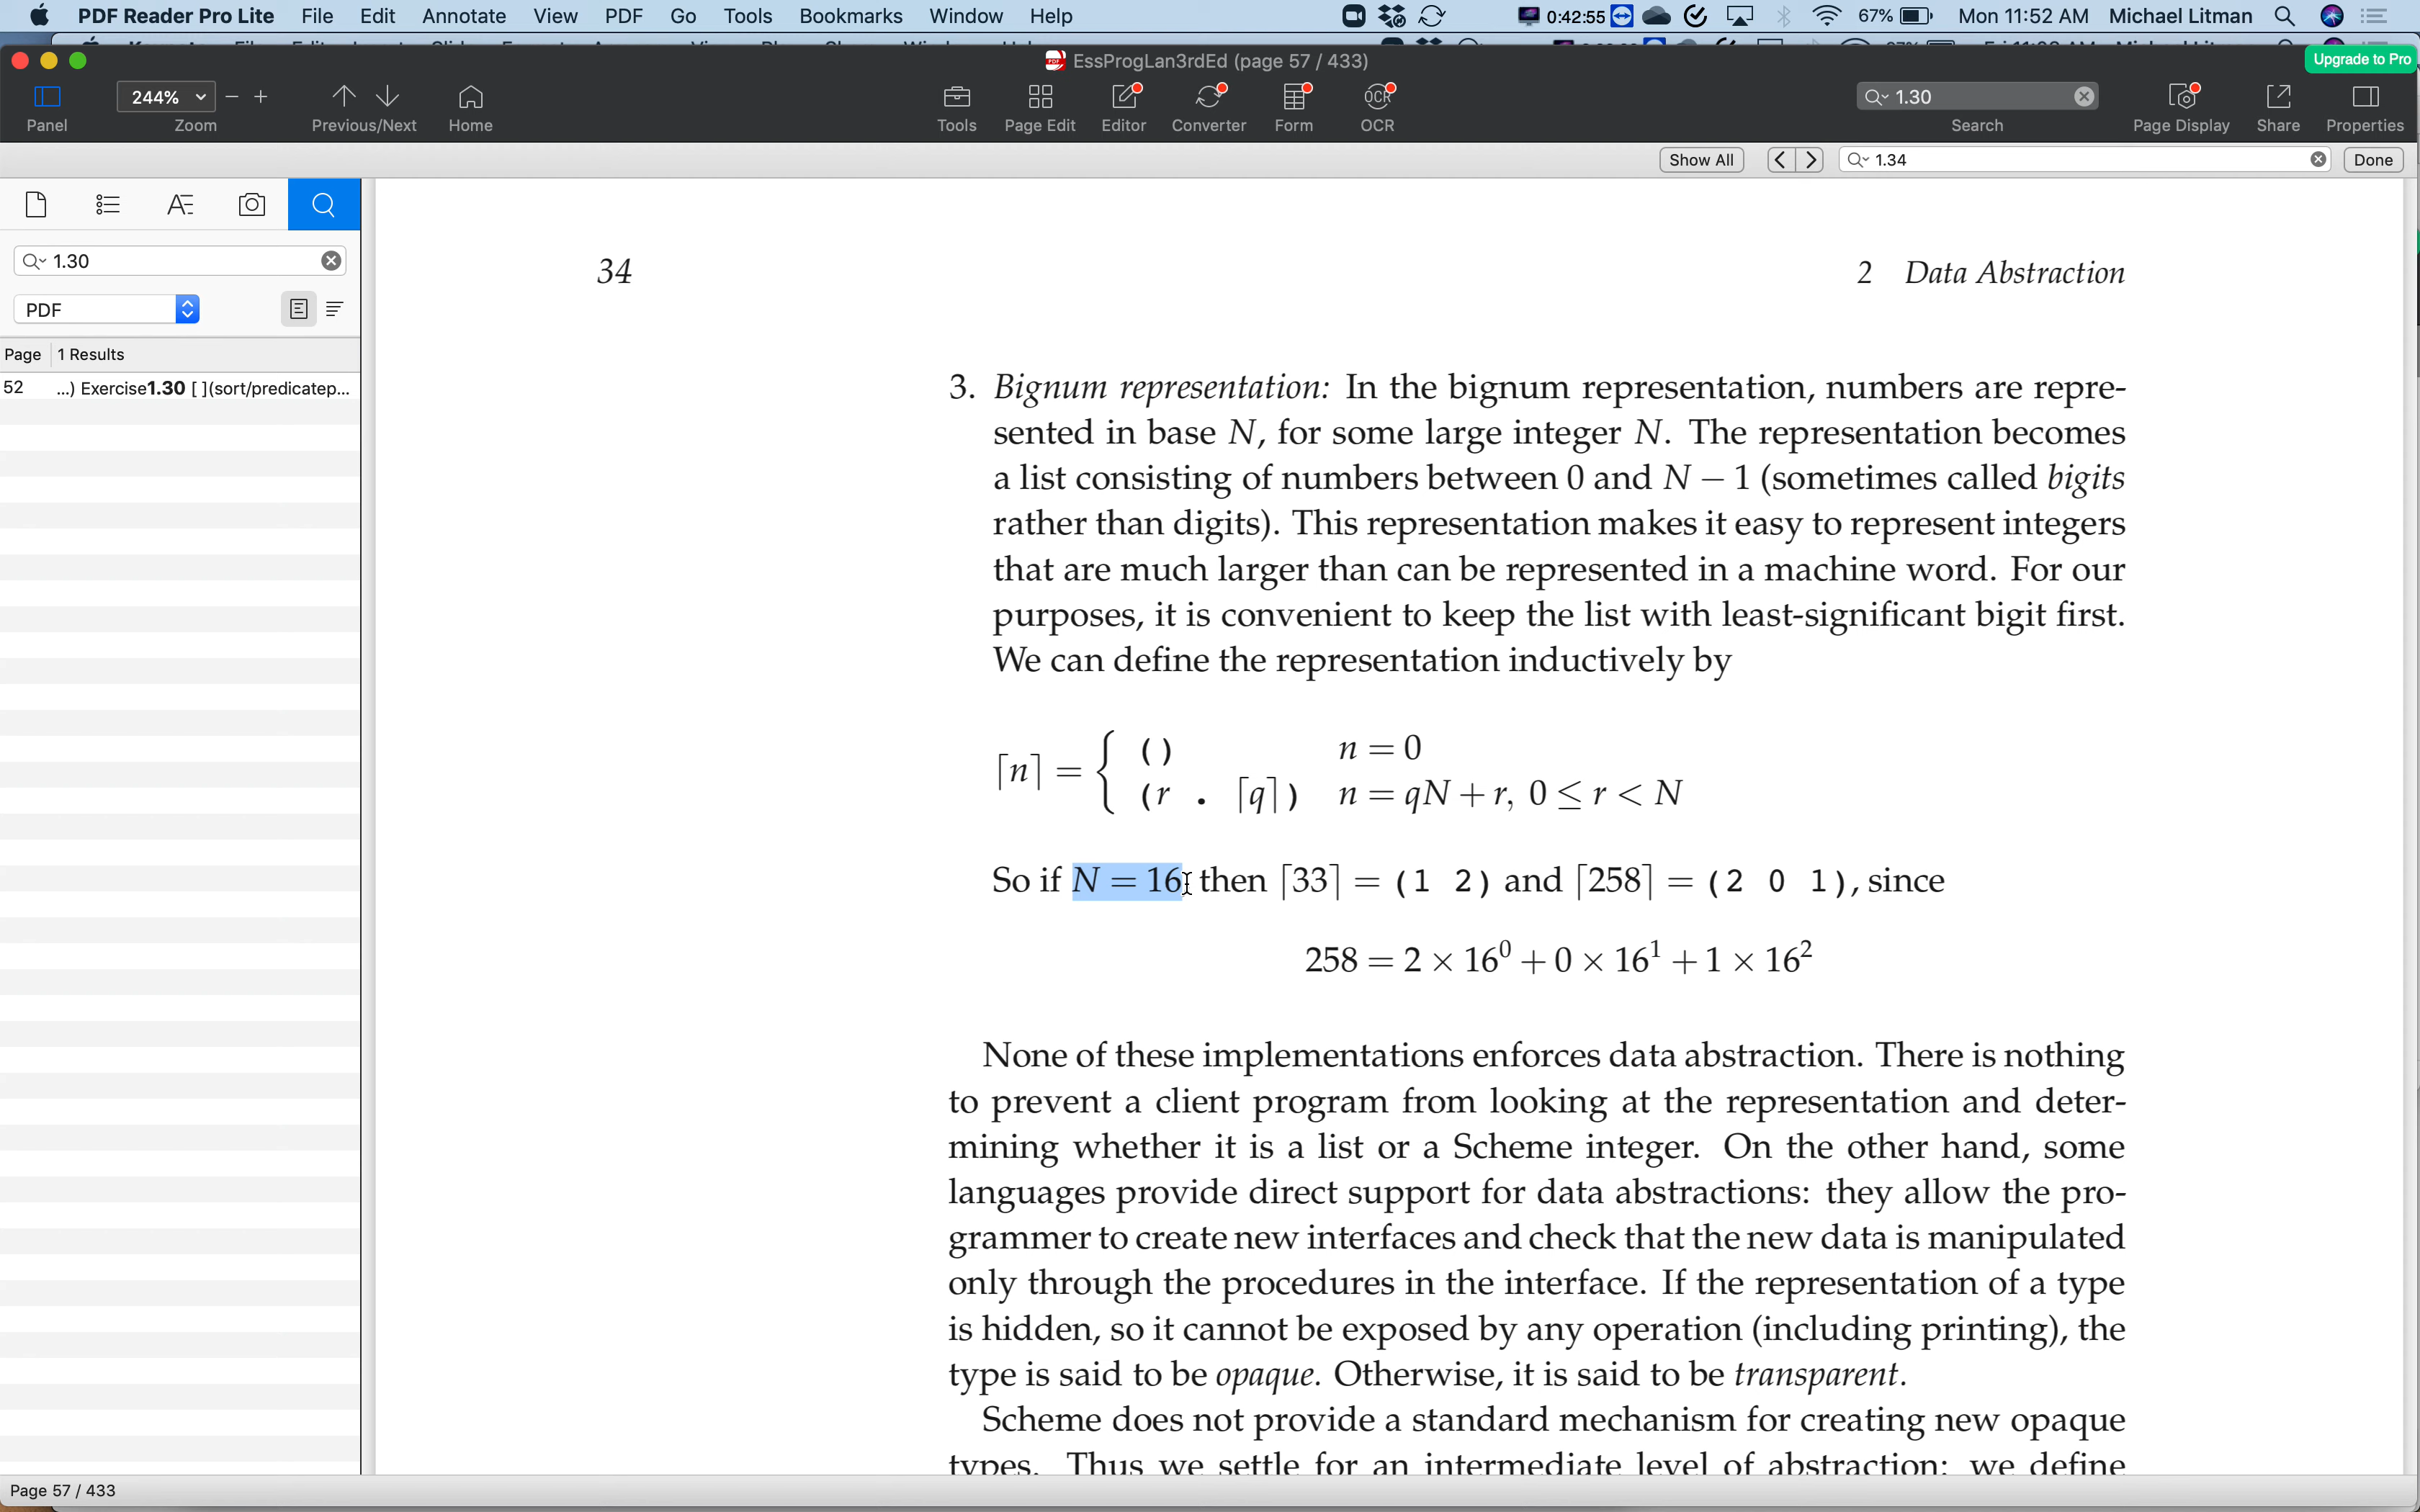 PDF Reader Pro Lite File Edit Annotate View PDF Go Tools Bookmarks Window Help 0:42:55 67% Mon 11:52 AM Michael Litman
EssProgLan3rdEd (page 57 / 433)
Upgrade to Pro
244%
1.30
Panel Zoom Previous/Next Home Tools Page Edit Editor Converter Form OCR Search Page Display Share Properties
Show All 1.34 Done
1.30
PDF
Page 1 Results
52 ...) Exercise1.30 [ ](sort/predicatep...
34 2 Data Abstraction
3. Bignum representation: In the bignum representation, numbers are repre-
sented in base N, for some large integer N. The representation becomes
a list consisting of numbers between 0 and N − 1 (sometimes called bigits
rather than digits). This representation makes it easy to represent integers
that are much larger than can be represented in a machine word. For our
purposes, it is convenient to keep the list with least-significant bigit first.
We can define the representation inductively by
⌈n⌉ = { () n = 0
(r . ⌈q⌉) n = qN + r, 0 ≤ r < N
So if N = 16, then ⌈33⌉ = (1 2) and ⌈258⌉ = (2 0 1), since
258 = 2 × 16⁰ + 0 × 16¹ + 1 × 16²
None of these implementations enforces data abstraction. There is nothing
to prevent a client program from looking at the representation and deter-
mining whether it is a list or a Scheme integer. On the other hand, some
languages provide direct support for data abstractions: they allow the pro-
grammer to create new interfaces and check that the new data is manipulated
only through the procedures in the interface. If the representation of a type
is hidden, so it cannot be exposed by any operation (including printing), the
type is said to be opaque. Otherwise, it is said to be transparent.
Scheme does not provide a standard mechanism for creating new opaque
types. Thus we settle for an intermediate level of abstraction: we define
Page 57 / 433